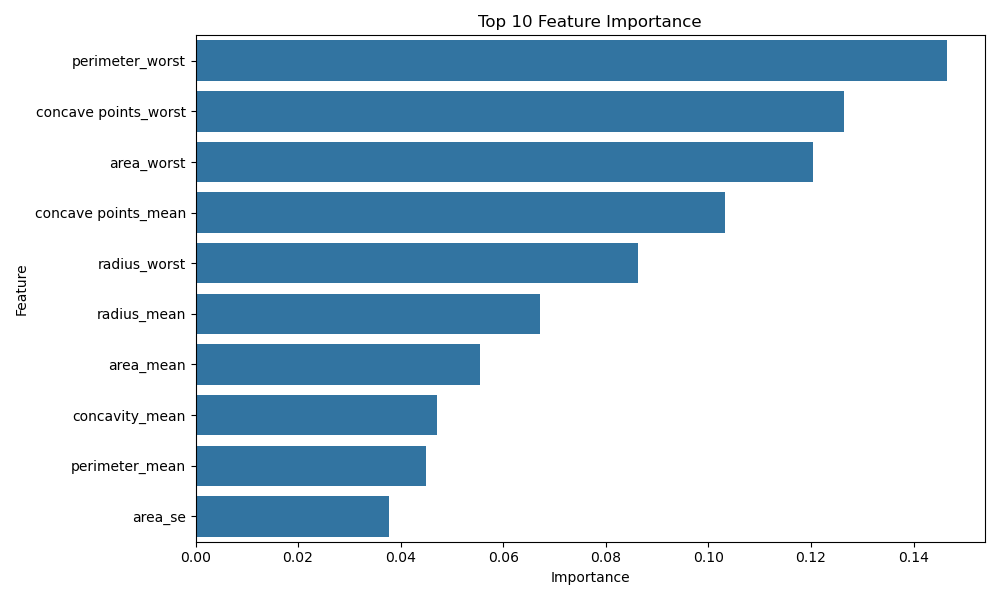 Top 10 Feature Importance
Feature
perimeter_worst
concave points_worst
area_worst
concave points_mean
radius_worst
radius_mean
area_mean
concavity_mean
perimeter_mean
area_se
0.00 0.02 0.04 0.06 0.08 0.10 0.12 0.14
Importance